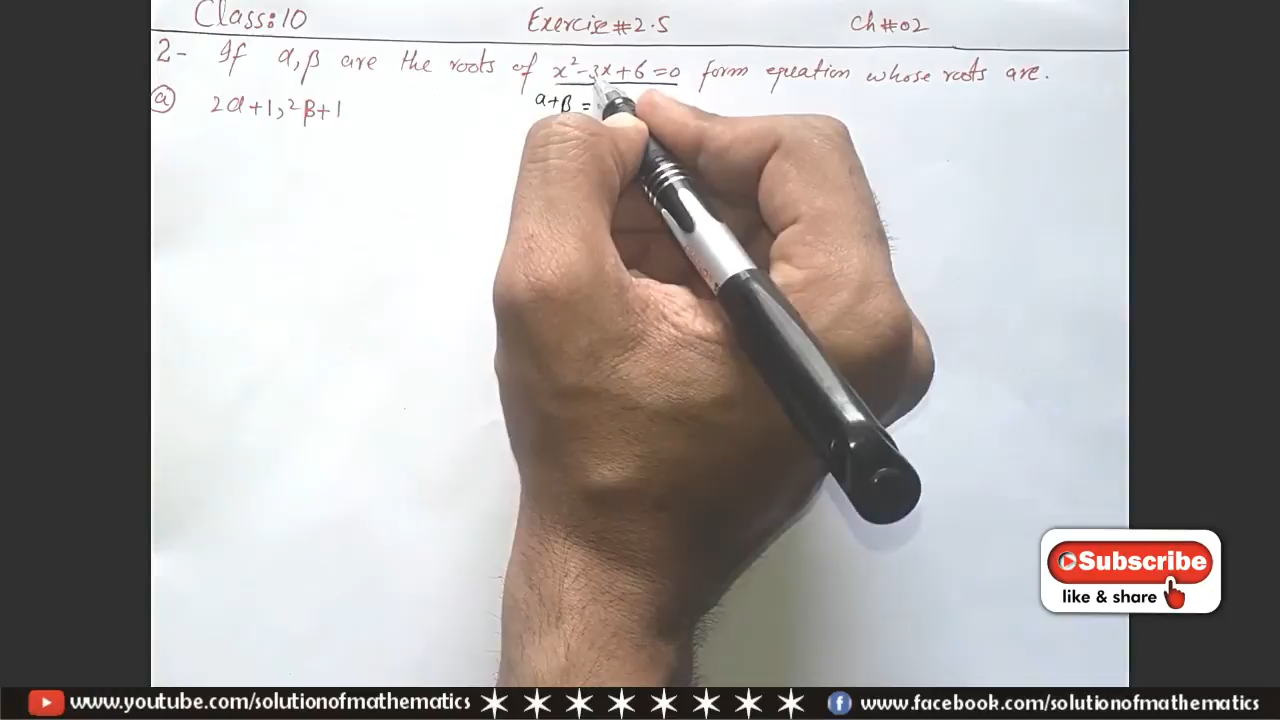 Class:10 Exercise#2.5 Ch#02
2- If α,β are the roots of x²-3x+6=0 form equation whose roots are.
(a) 2α+1,2β+1
α+β =
Subscribe
like & share
www.youtube.com/solutionofmathematics www.facebook.com/solutionofmathematics